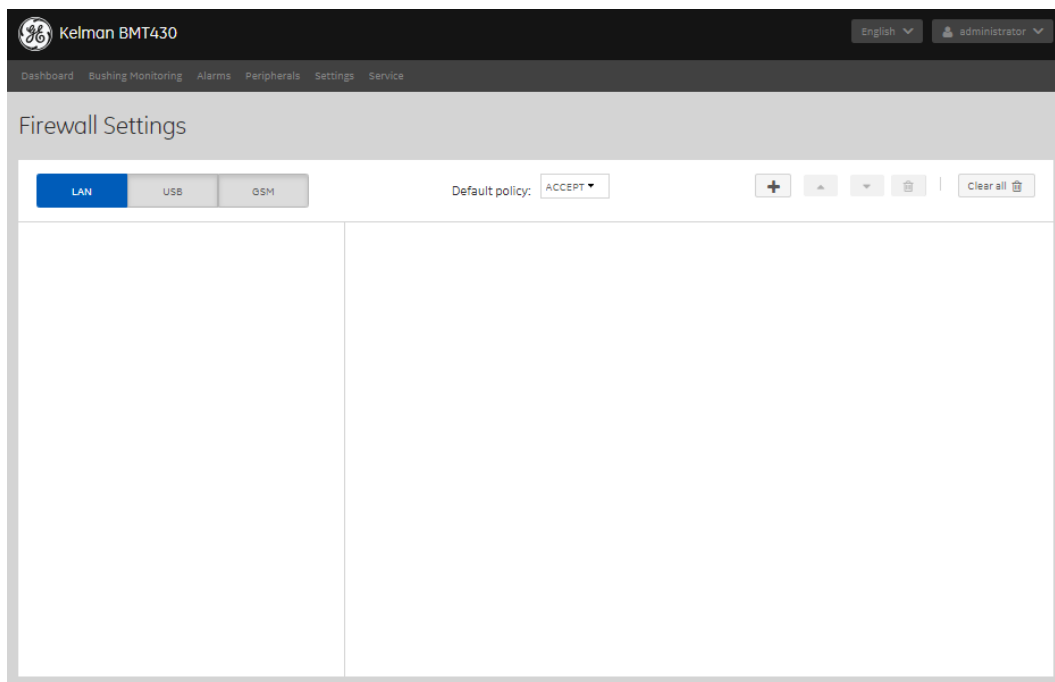 Kelman BMT430
English
administrator
Dashboard Bushing Monitoring Alarms Peripherals Settings Service
Firewall Settings
LAN USB GSM Default policy: ACCEPT Clear all